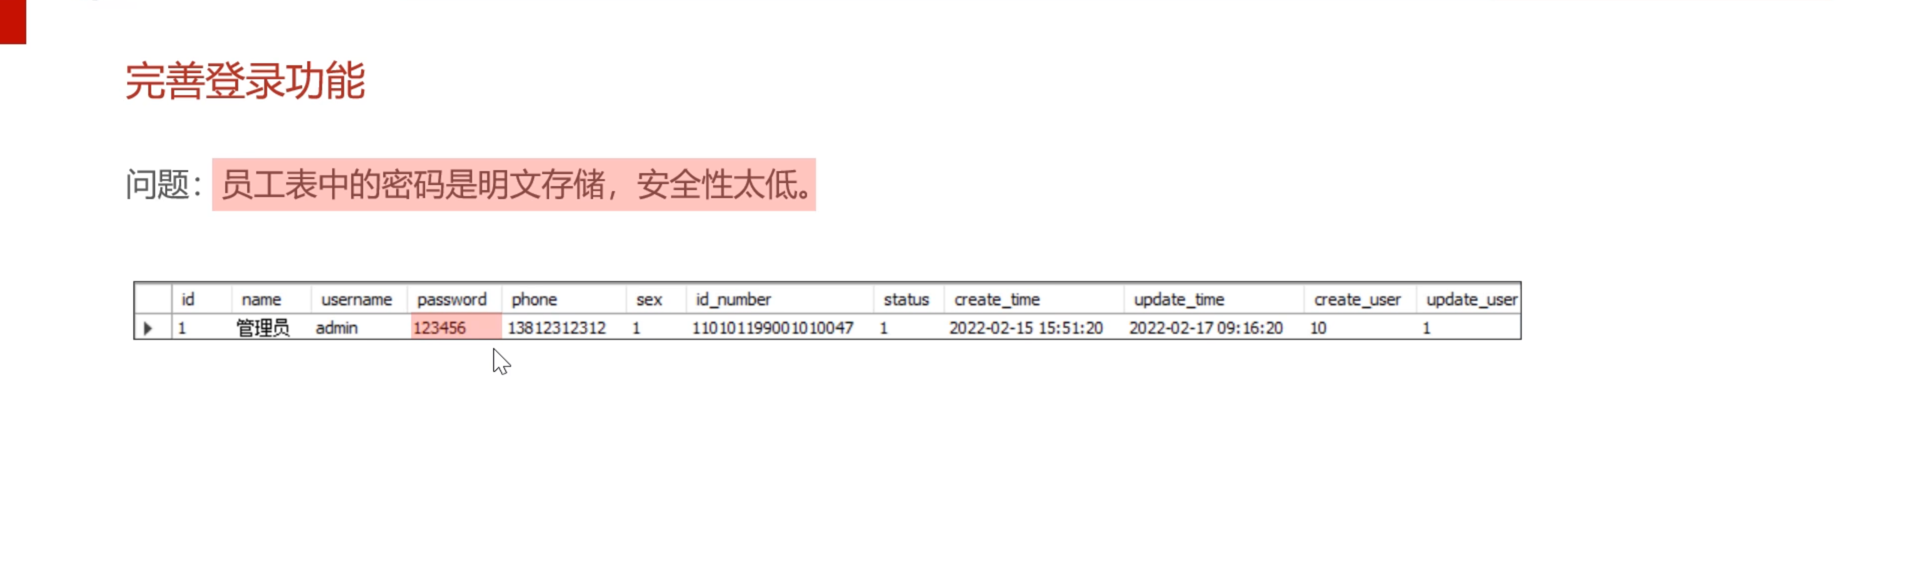 完善登录功能
问题：员工表中的密码是明文存储，安全性太低。
id name username password phone sex id_number status create_time update_time create_user update_user
1 管理员 admin 123456 13812312312 1 110101199001010047 1 2022-02-15 15:51:20 2022-02-17 09:16:20 10 1